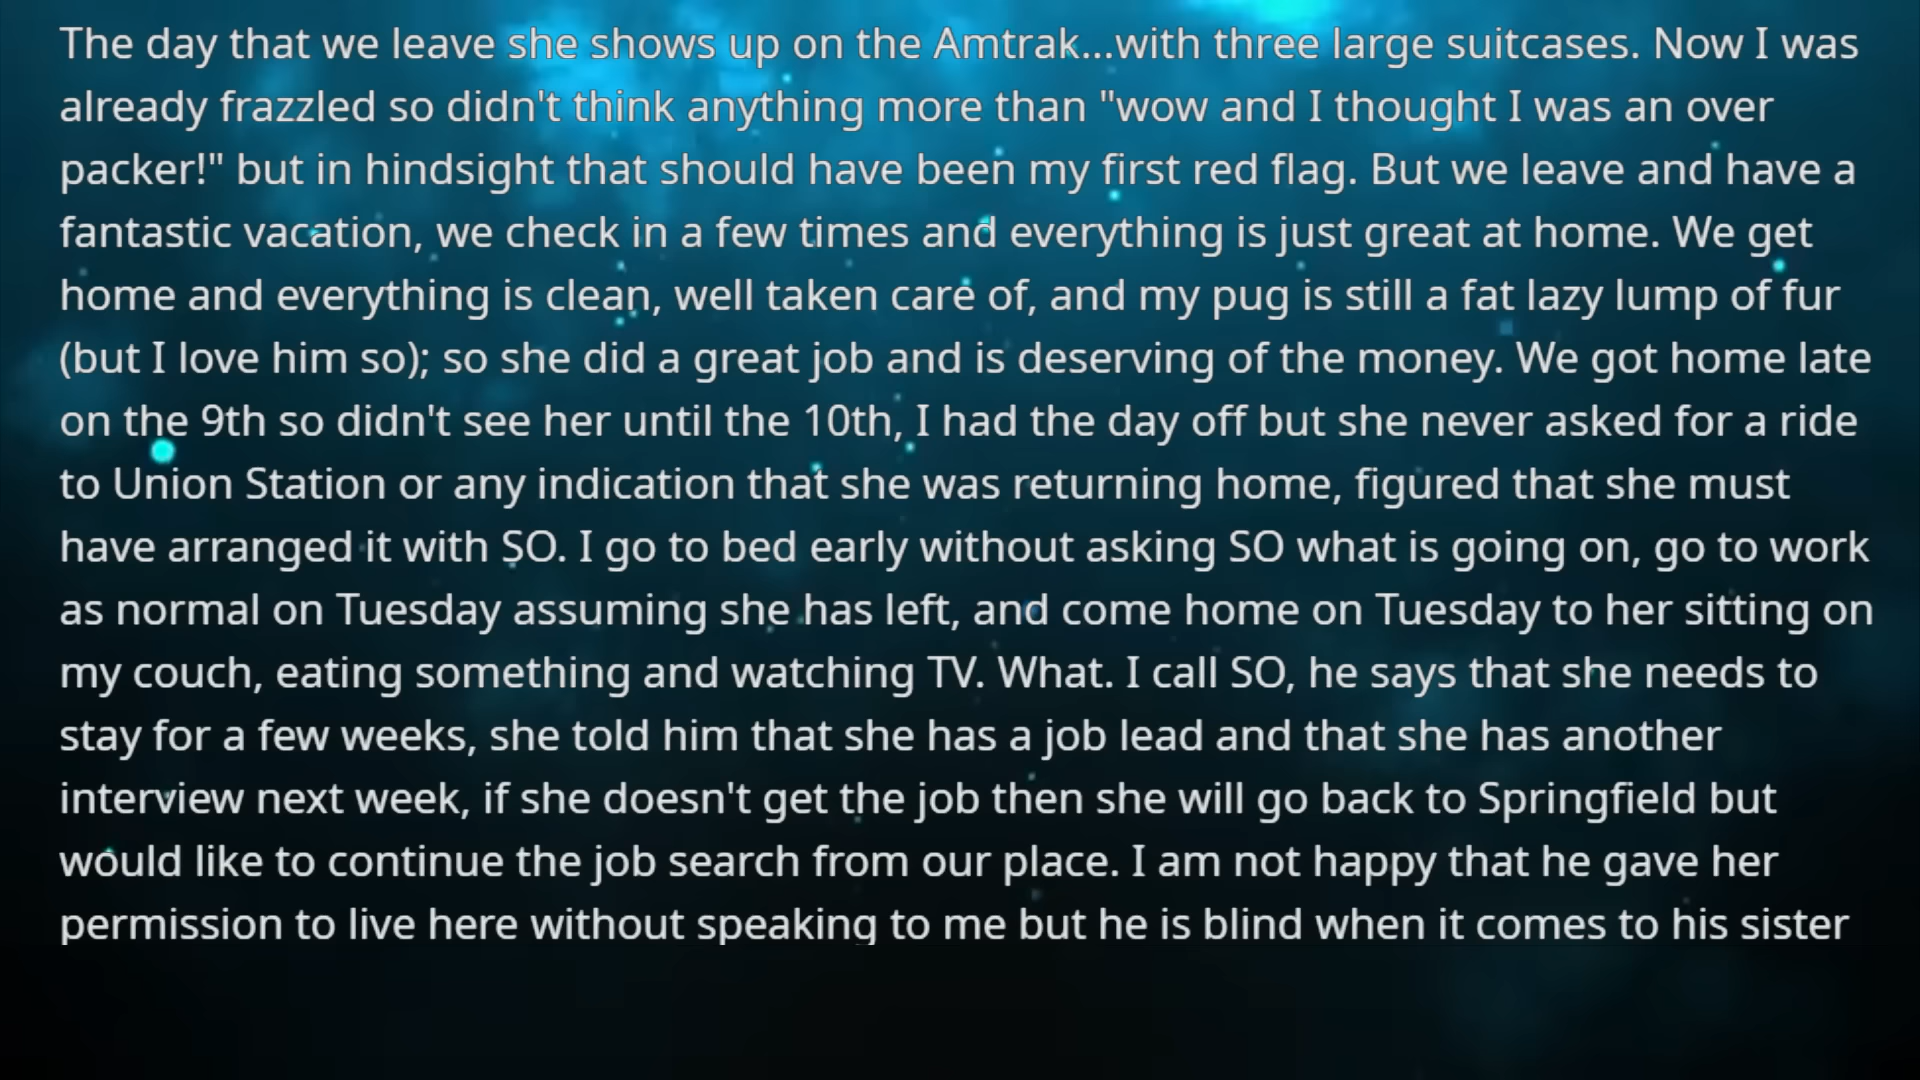 The day that we leave she shows up on the Amtrak...with three large suitcases. Now I was
already frazzled so didn't think anything more than "wow and I thought I was an over
packer!" but in hindsight that should have been my first red flag. But we leave and have a
fantastic vacation, we check in a few times and everything is just great at home. We get
home and everything is clean, well taken care of, and my pug is still a fat lazy lump of fur
(but I love him so); so she did a great job and is deserving of the money. We got home late
on the 9th so didn't see her until the 10th, I had the day off but she never asked for a ride
to Union Station or any indication that she was returning home, figured that she must
have arranged it with SO. I go to bed early without asking SO what is going on, go to work
as normal on Tuesday assuming she has left, and come home on Tuesday to her sitting on
my couch, eating something and watching TV. What. I call SO, he says that she needs to
stay for a few weeks, she told him that she has a job lead and that she has another
interview next week, if she doesn't get the job then she will go back to Springfield but
would like to continue the job search from our place. I am not happy that he gave her
permission to live here without speaking to me but he is blind when it comes to his sister